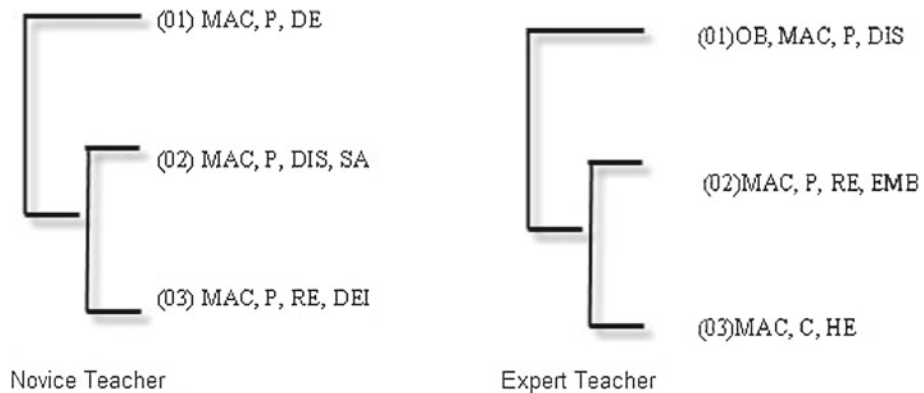 (01) MAC, P, DE
(02) MAC, P, DIS, SA
(03) MAC, P, RE, DEI
Novice Teacher
(01)OB, MAC, P, DIS
(02)MAC, P, RE, EMB
(03)MAC, C, HE
Expert Teacher